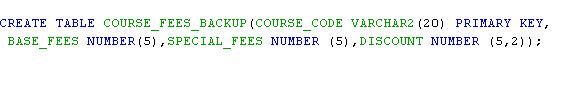 CREATE TABLE COURSE_FEES_BACKUP(COURSE_CODE VARCHAR2(20) PRIMARY KEY,
BASE_FEES NUMBER(5),SPECIAL_FEES NUMBER (5),DISCOUNT NUMBER (5,2));